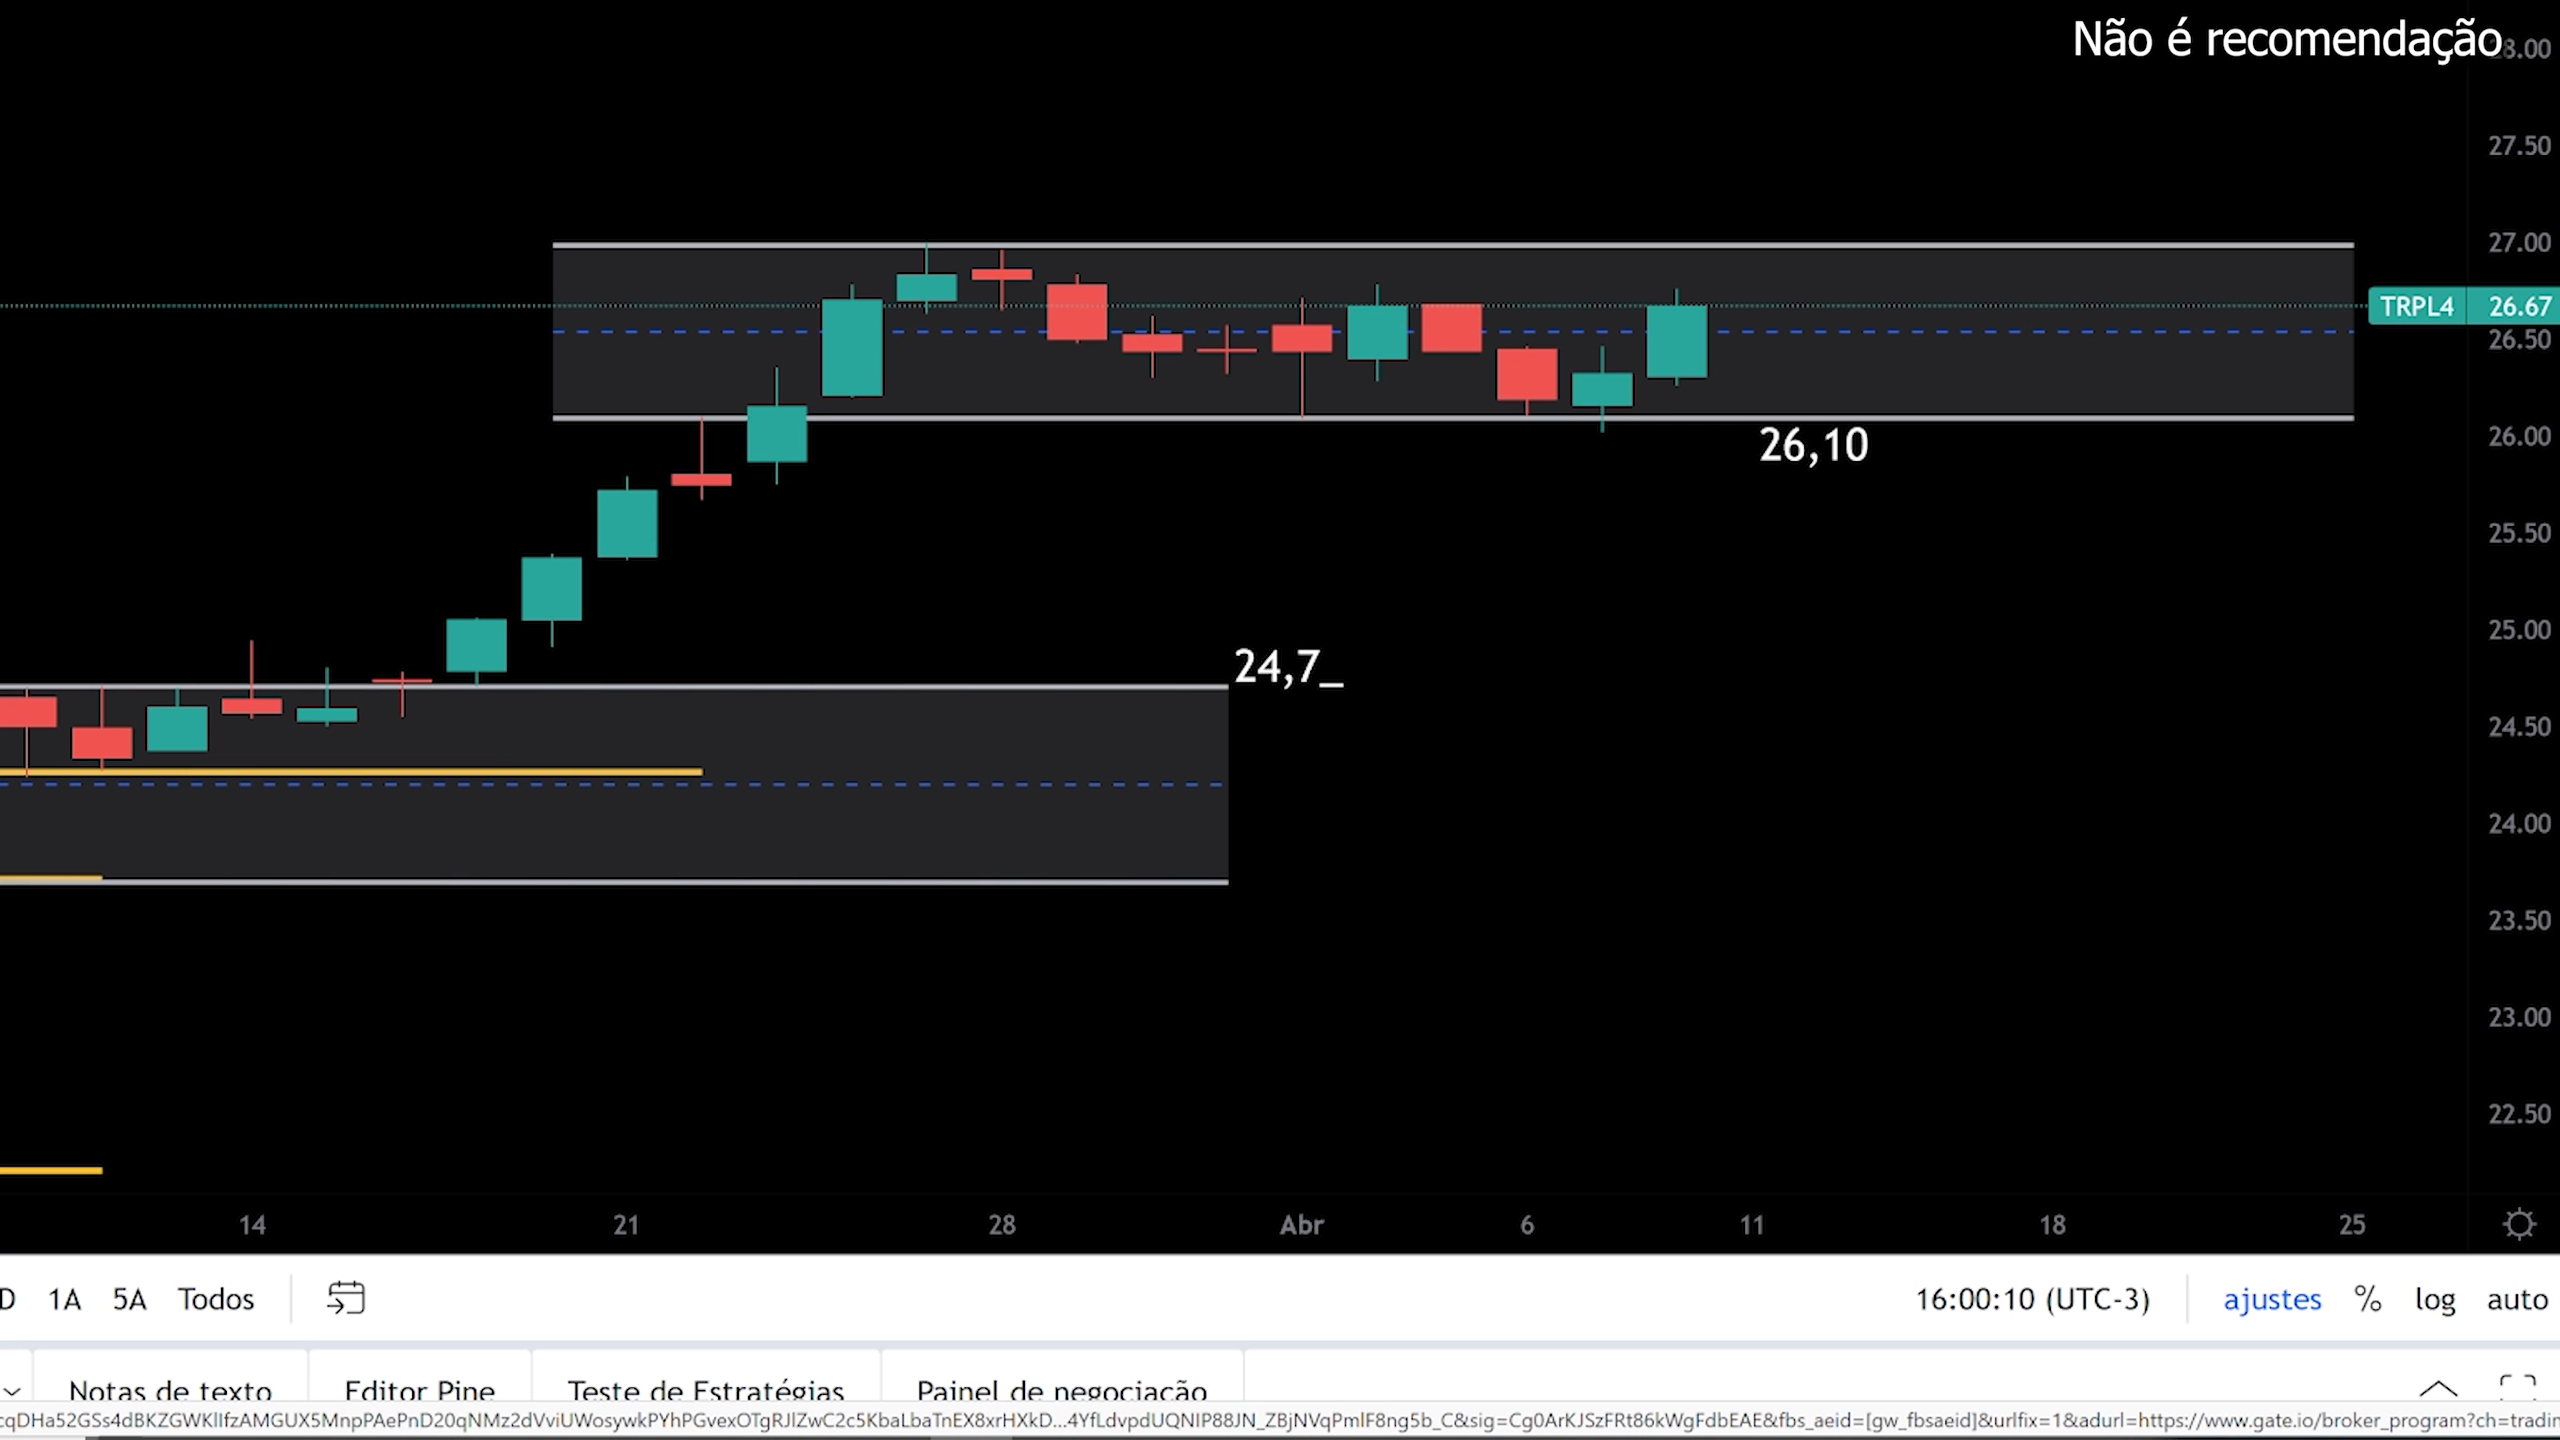 Não é recomendação
28.00
27.50
27.00
TRPL4 26.67
26.50
26,10
26.00
25.50
25.00
24,7_
24.50
24.00
23.50
23.00
22.50
14 21 28 Abr 6 11 18 25
D 1A 5A Todos 16:00:10 (UTC-3) ajustes % log auto
Notas de texto Editor Pine Teste de Estratégias Painel de negociação